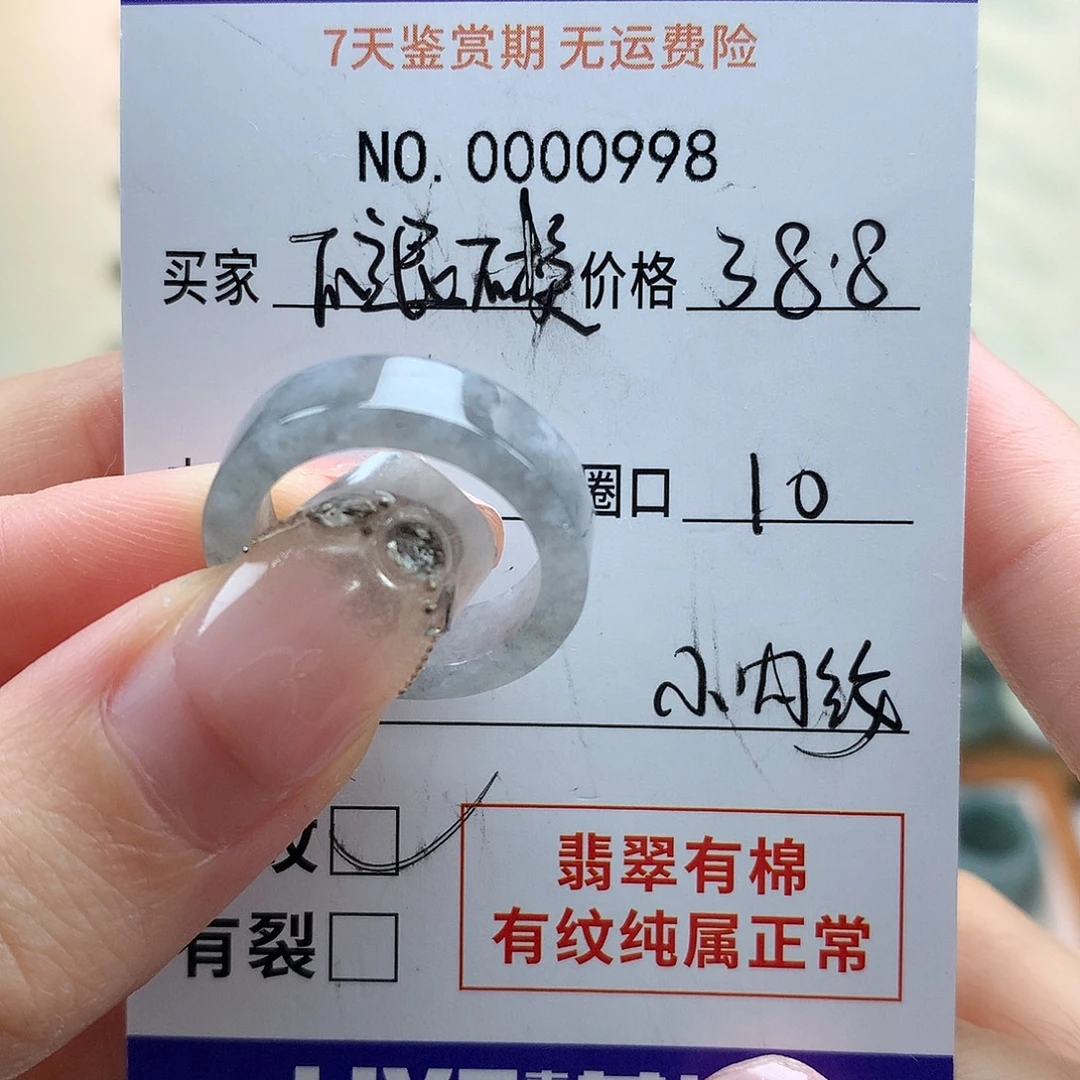 7天鉴赏期 无运费险
NO. 0000998
买家 价格 38.8
圈口 10
小内纹
纹
有裂
翡翠有棉
有纹纯属正常